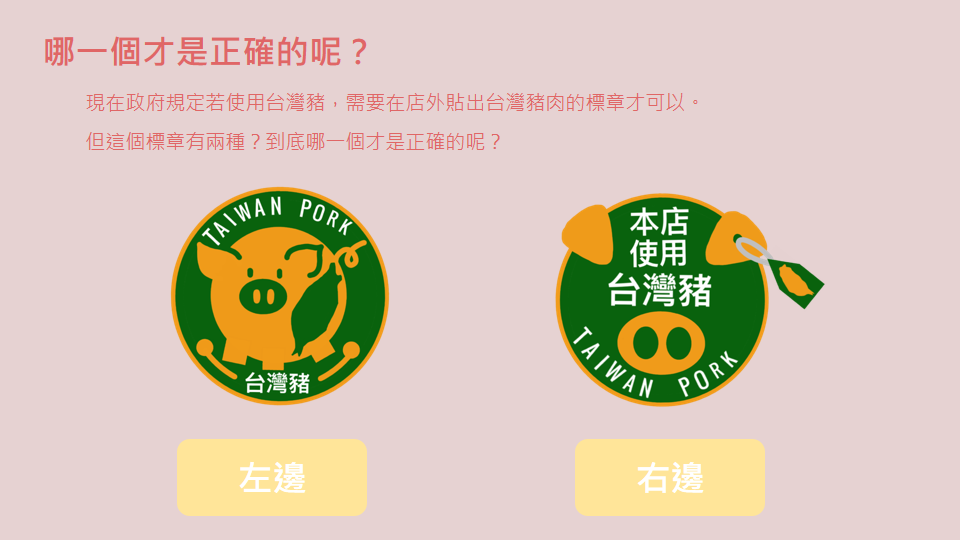 哪一個才是正確的呢？
現在政府規定若使用台灣豬，需要在店外貼出台灣豬肉的標章才可以。
但這個標章有兩種？到底哪一個才是正確的呢？
TAIWAN PORK
台灣豬
本店
使用
台灣豬
TAIWAN PORK
左邊
右邊